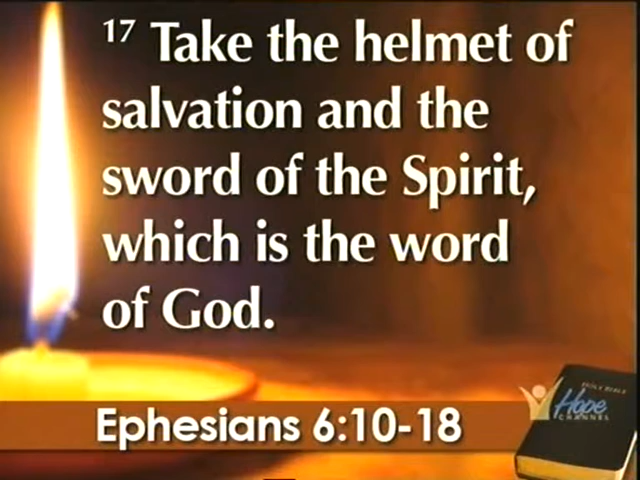 17 Take the helmet of
salvation and the
sword of the Spirit,
which is the word
of God.
Ephesians 6:10-18
HOLY BIBLE
Hope
CHANNEL